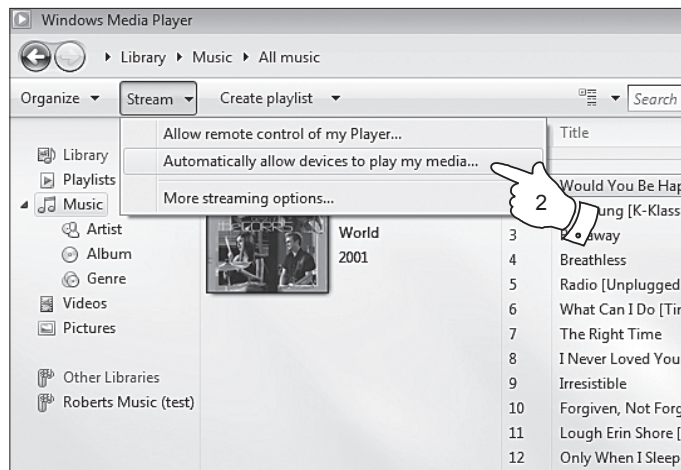 Windows Media Player
Library Music All music
Organize Stream Create playlist Search
Allow remote control of my Player...
Automatically allow devices to play my media...
More streaming options...
Title
Library
Playlists
Music
Artist
Album
Genre
Videos
Pictures
Other Libraries
Roberts Music (test)
THE CORRS
World
2001
2
Would You Be Hap
ung [K-Klass
3 away
4 Breathless
5 Radio [Unplugged
6 What Can I Do [Tin
7 The Right Time
8 I Never Loved You
9 Irresistible
10 Forgiven, Not Forg
11 Lough Erin Shore [
12 Only When I Sleep